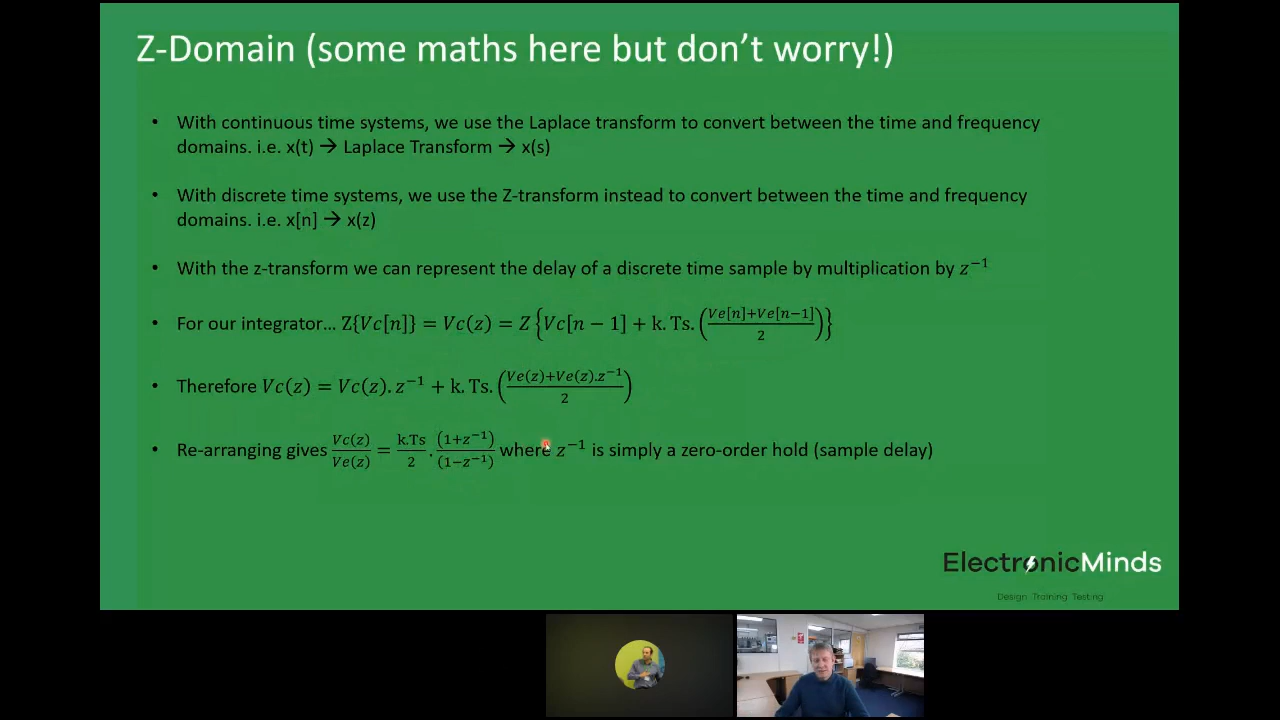 Z-Domain (some maths here but don’t worry!)
• With continuous time systems, we use the Laplace transform to convert between the time and frequency
domains. i.e. x(t) → Laplace Transform → x(s)
• With discrete time systems, we use the Z-transform instead to convert between the time and frequency
domains. i.e. x[n] → x(z)
• With the z-transform we can represent the delay of a discrete time sample by multiplication by z⁻¹
• For our integrator… Z{Vc[n]} = Vc(z) = Z{Vc[n − 1] + k.Ts.((Ve[n]+Ve[n−1])/2)}
• Therefore Vc(z) = Vc(z).z⁻¹ + k.Ts.((Ve(z)+Ve(z).z⁻¹)/2)
• Re-arranging gives Vc(z)/Ve(z) = k.Ts/2 . (1+z⁻¹)/(1−z⁻¹) where z⁻¹ is simply a zero-order hold (sample delay)
ElectronicMinds
Design Training Testing